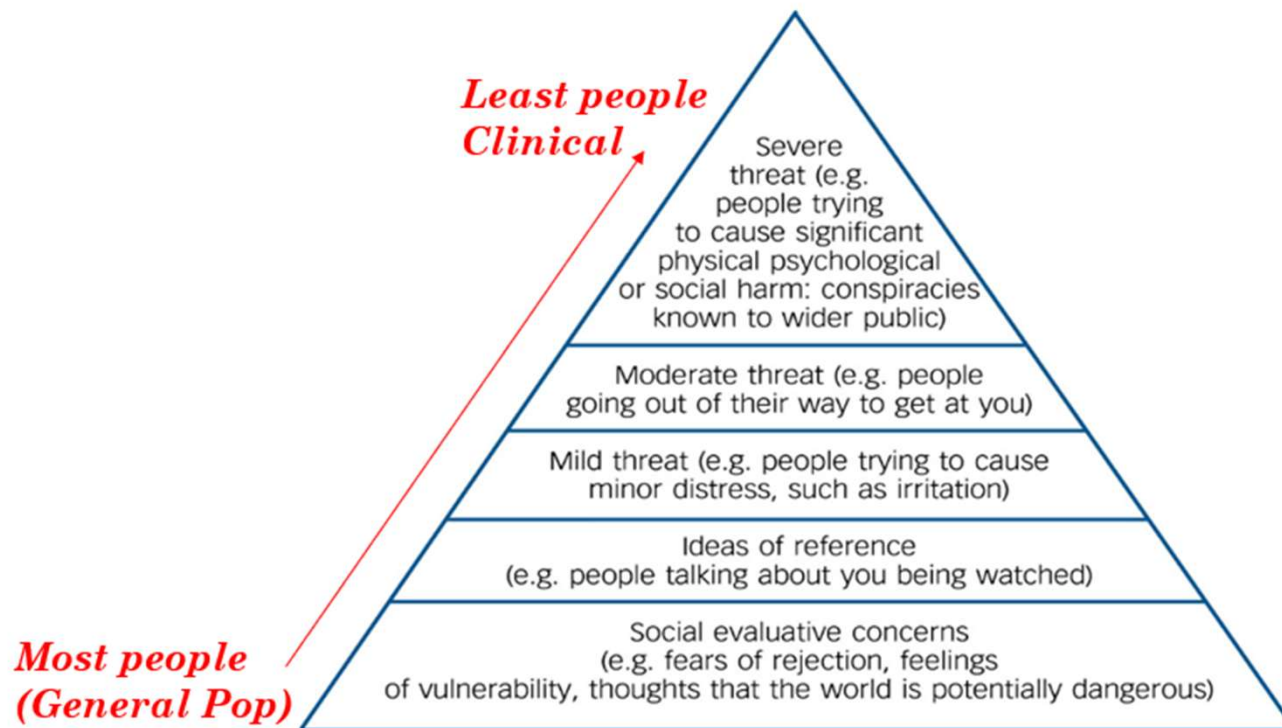 Least people
Clinical
Severe
threat (e.g.
people trying
to cause significant
physical psychological
or social harm: conspiracies
known to wider public)
Moderate threat (e.g. people
going out of their way to get at you)
Mild threat (e.g. people trying to cause
minor distress, such as irritation)
Ideas of reference
(e.g. people talking about you being watched)
Social evaluative concerns
(e.g. fears of rejection, feelings
of vulnerability, thoughts that the world is potentially dangerous)
Most people
(General Pop)